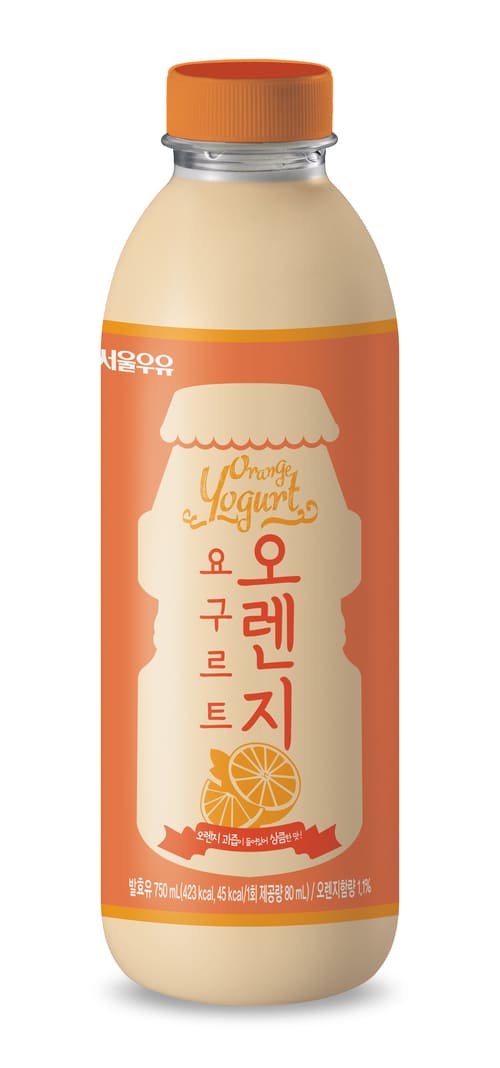 서울우유
Orange
Yogurt
오렌지
요구르트
오렌지 과즙이 들어있어 상큼한 맛!
발효유 750 mL(423 kcal, 45 kcal/1회 제공량 80 mL) / 오렌지함량 1.1%